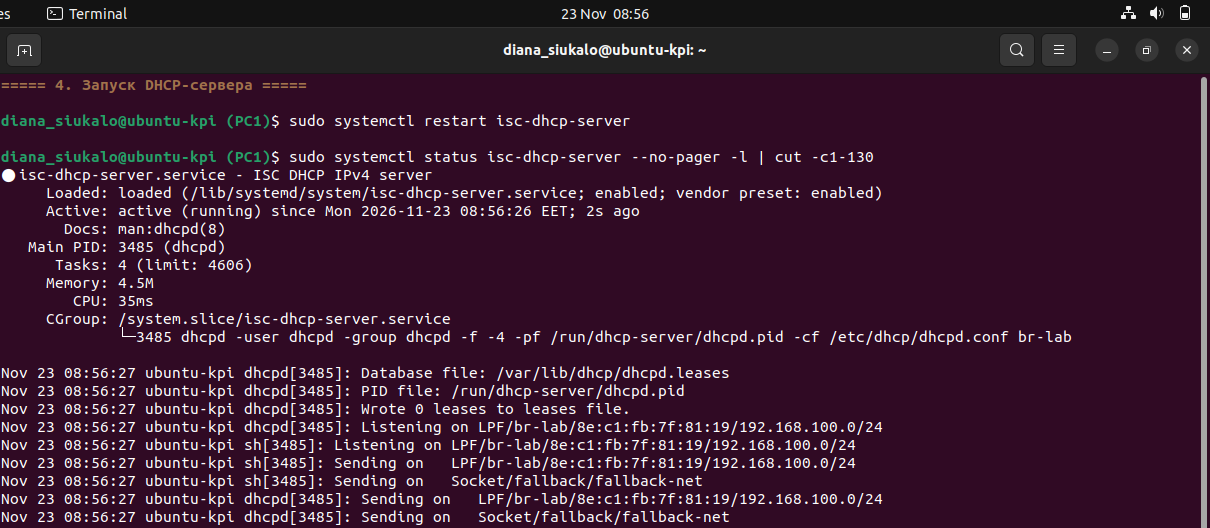 es Terminal 23 Nov 08:56
diana_siukalo@ubuntu-kpi: ~
===== 4. Запуск DHCP-сервера =====
diana_siukalo@ubuntu-kpi (PC1)$ sudo systemctl restart isc-dhcp-server
diana_siukalo@ubuntu-kpi (PC1)$ sudo systemctl status isc-dhcp-server --no-pager -l | cut -c1-130
● isc-dhcp-server.service - ISC DHCP IPv4 server
Loaded: loaded (/lib/systemd/system/isc-dhcp-server.service; enabled; vendor preset: enabled)
Active: active (running) since Mon 2026-11-23 08:56:26 EET; 2s ago
Docs: man:dhcpd(8)
Main PID: 3485 (dhcpd)
Tasks: 4 (limit: 4606)
Memory: 4.5M
CPU: 35ms
CGroup: /system.slice/isc-dhcp-server.service
└─3485 dhcpd -user dhcpd -group dhcpd -f -4 -pf /run/dhcp-server/dhcpd.pid -cf /etc/dhcp/dhcpd.conf br-lab
Nov 23 08:56:27 ubuntu-kpi dhcpd[3485]: Database file: /var/lib/dhcp/dhcpd.leases
Nov 23 08:56:27 ubuntu-kpi dhcpd[3485]: PID file: /run/dhcp-server/dhcpd.pid
Nov 23 08:56:27 ubuntu-kpi dhcpd[3485]: Wrote 0 leases to leases file.
Nov 23 08:56:27 ubuntu-kpi dhcpd[3485]: Listening on LPF/br-lab/8e:c1:fb:7f:81:19/192.168.100.0/24
Nov 23 08:56:27 ubuntu-kpi sh[3485]: Listening on LPF/br-lab/8e:c1:fb:7f:81:19/192.168.100.0/24
Nov 23 08:56:27 ubuntu-kpi sh[3485]: Sending on   LPF/br-lab/8e:c1:fb:7f:81:19/192.168.100.0/24
Nov 23 08:56:27 ubuntu-kpi sh[3485]: Sending on   Socket/fallback/fallback-net
Nov 23 08:56:27 ubuntu-kpi dhcpd[3485]: Sending on   LPF/br-lab/8e:c1:fb:7f:81:19/192.168.100.0/24
Nov 23 08:56:27 ubuntu-kpi dhcpd[3485]: Sending on   Socket/fallback/fallback-net